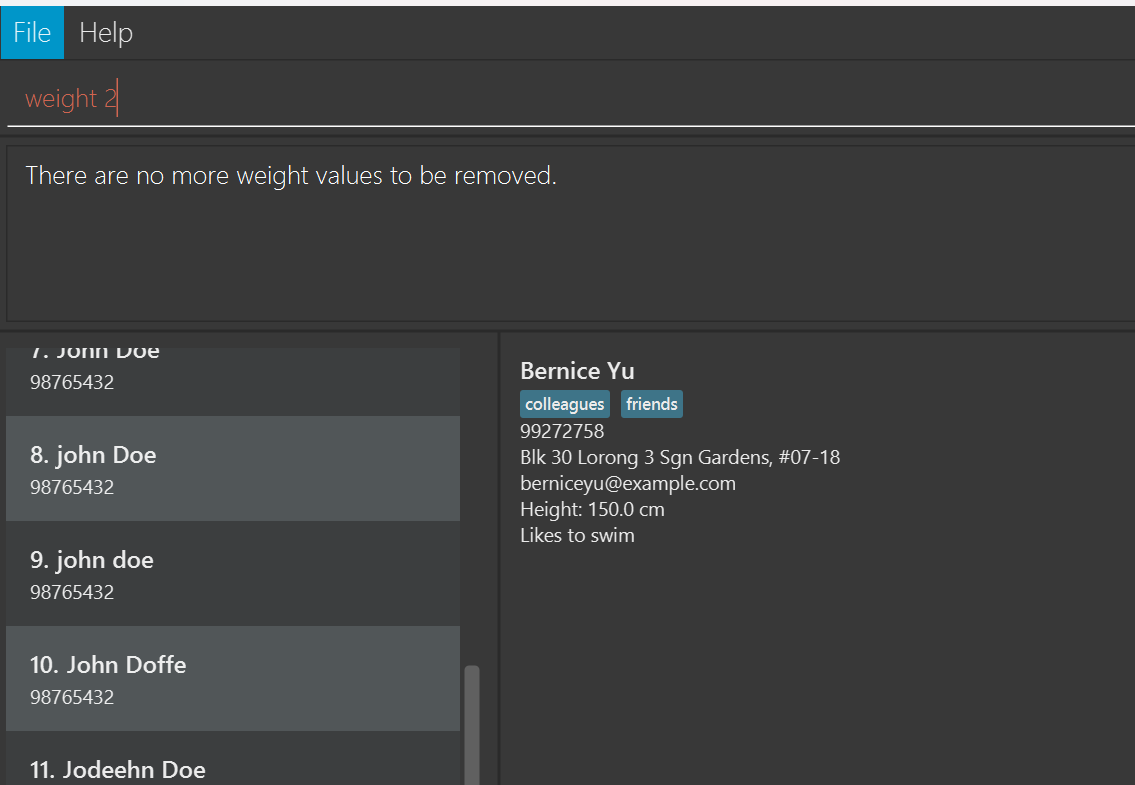 File Help
weight 2
There are no more weight values to be removed.
7. John Doe
98765432
8. john Doe
98765432
9. john doe
98765432
10. John Doffe
98765432
11. Jodeehn Doe
Bernice Yu
colleagues friends
99272758
Blk 30 Lorong 3 Sgn Gardens, #07-18
berniceyu@example.com
Height: 150.0 cm
Likes to swim